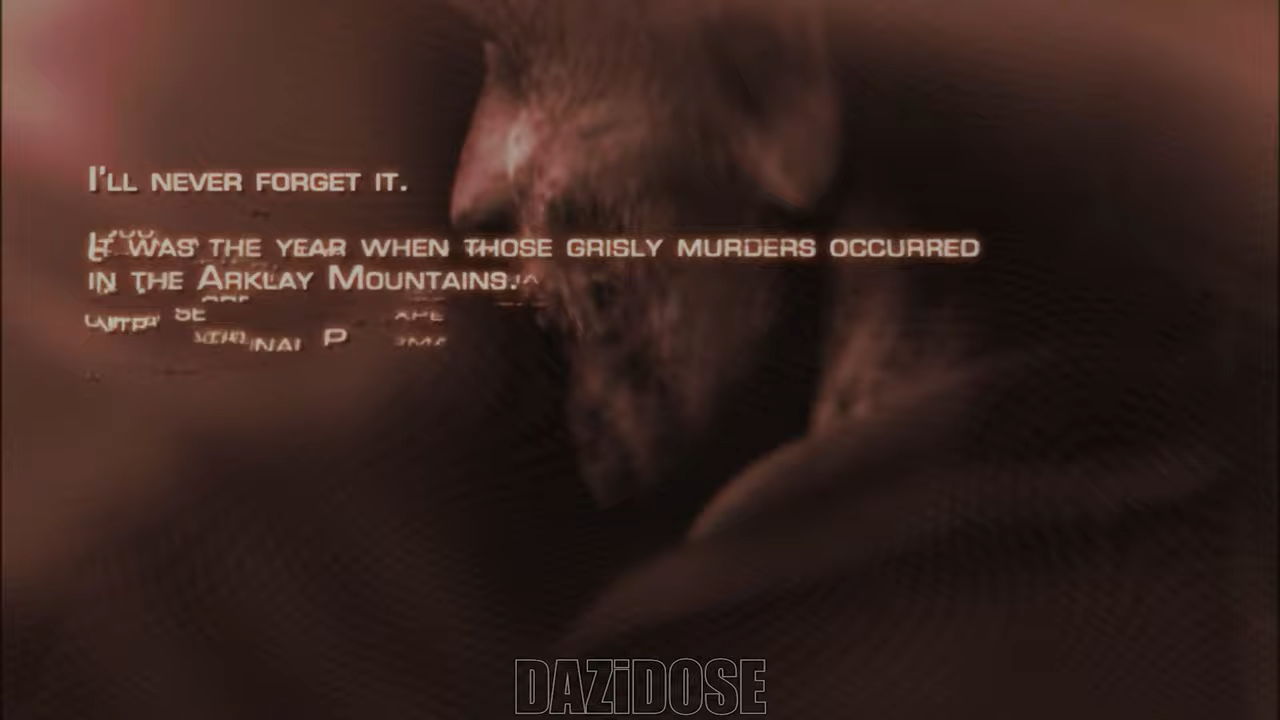 I'll never forget it.
It was the year when those grisly murders occurred
in the Arklay Mountains.
DAZiDOSE